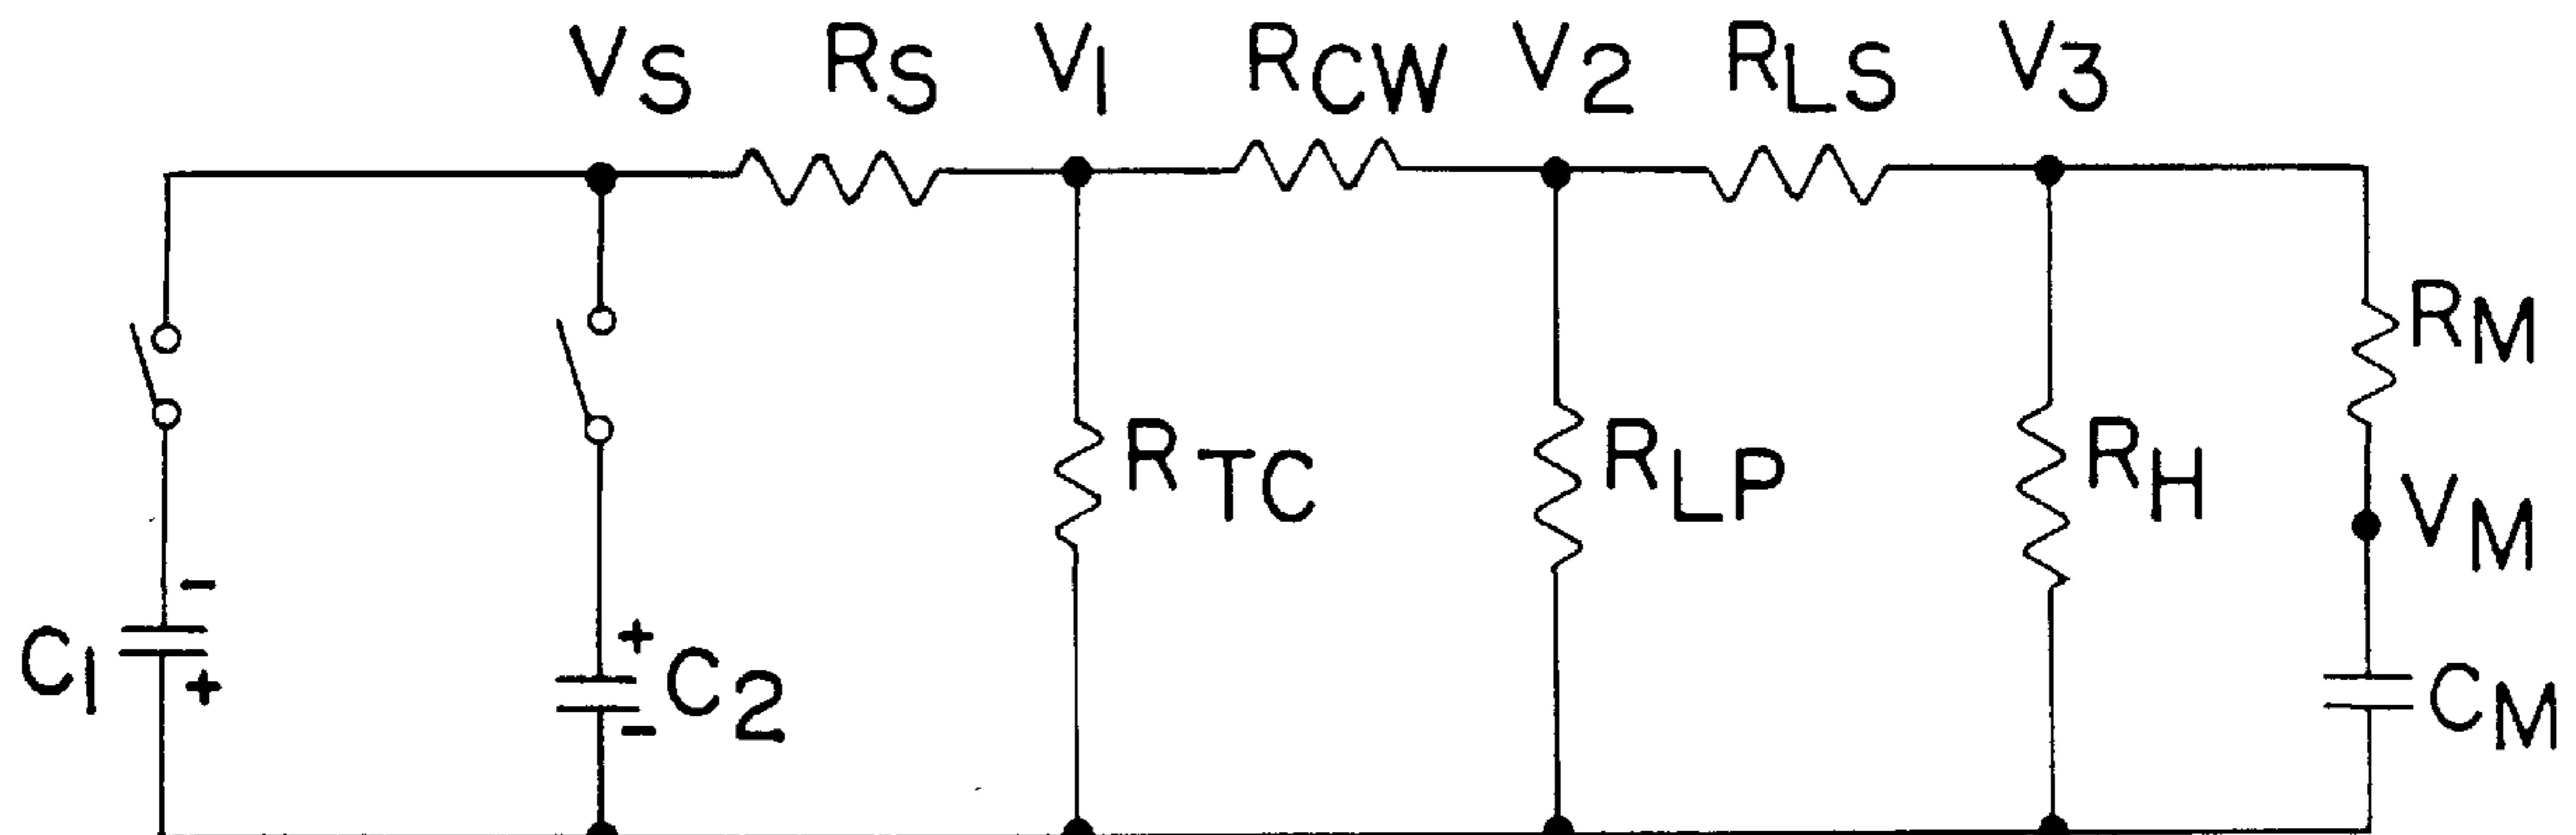 VS RS V1 RCW V2 RLS V3
RM
RTC RLP RH VM
- +
C1 + C2 - CM